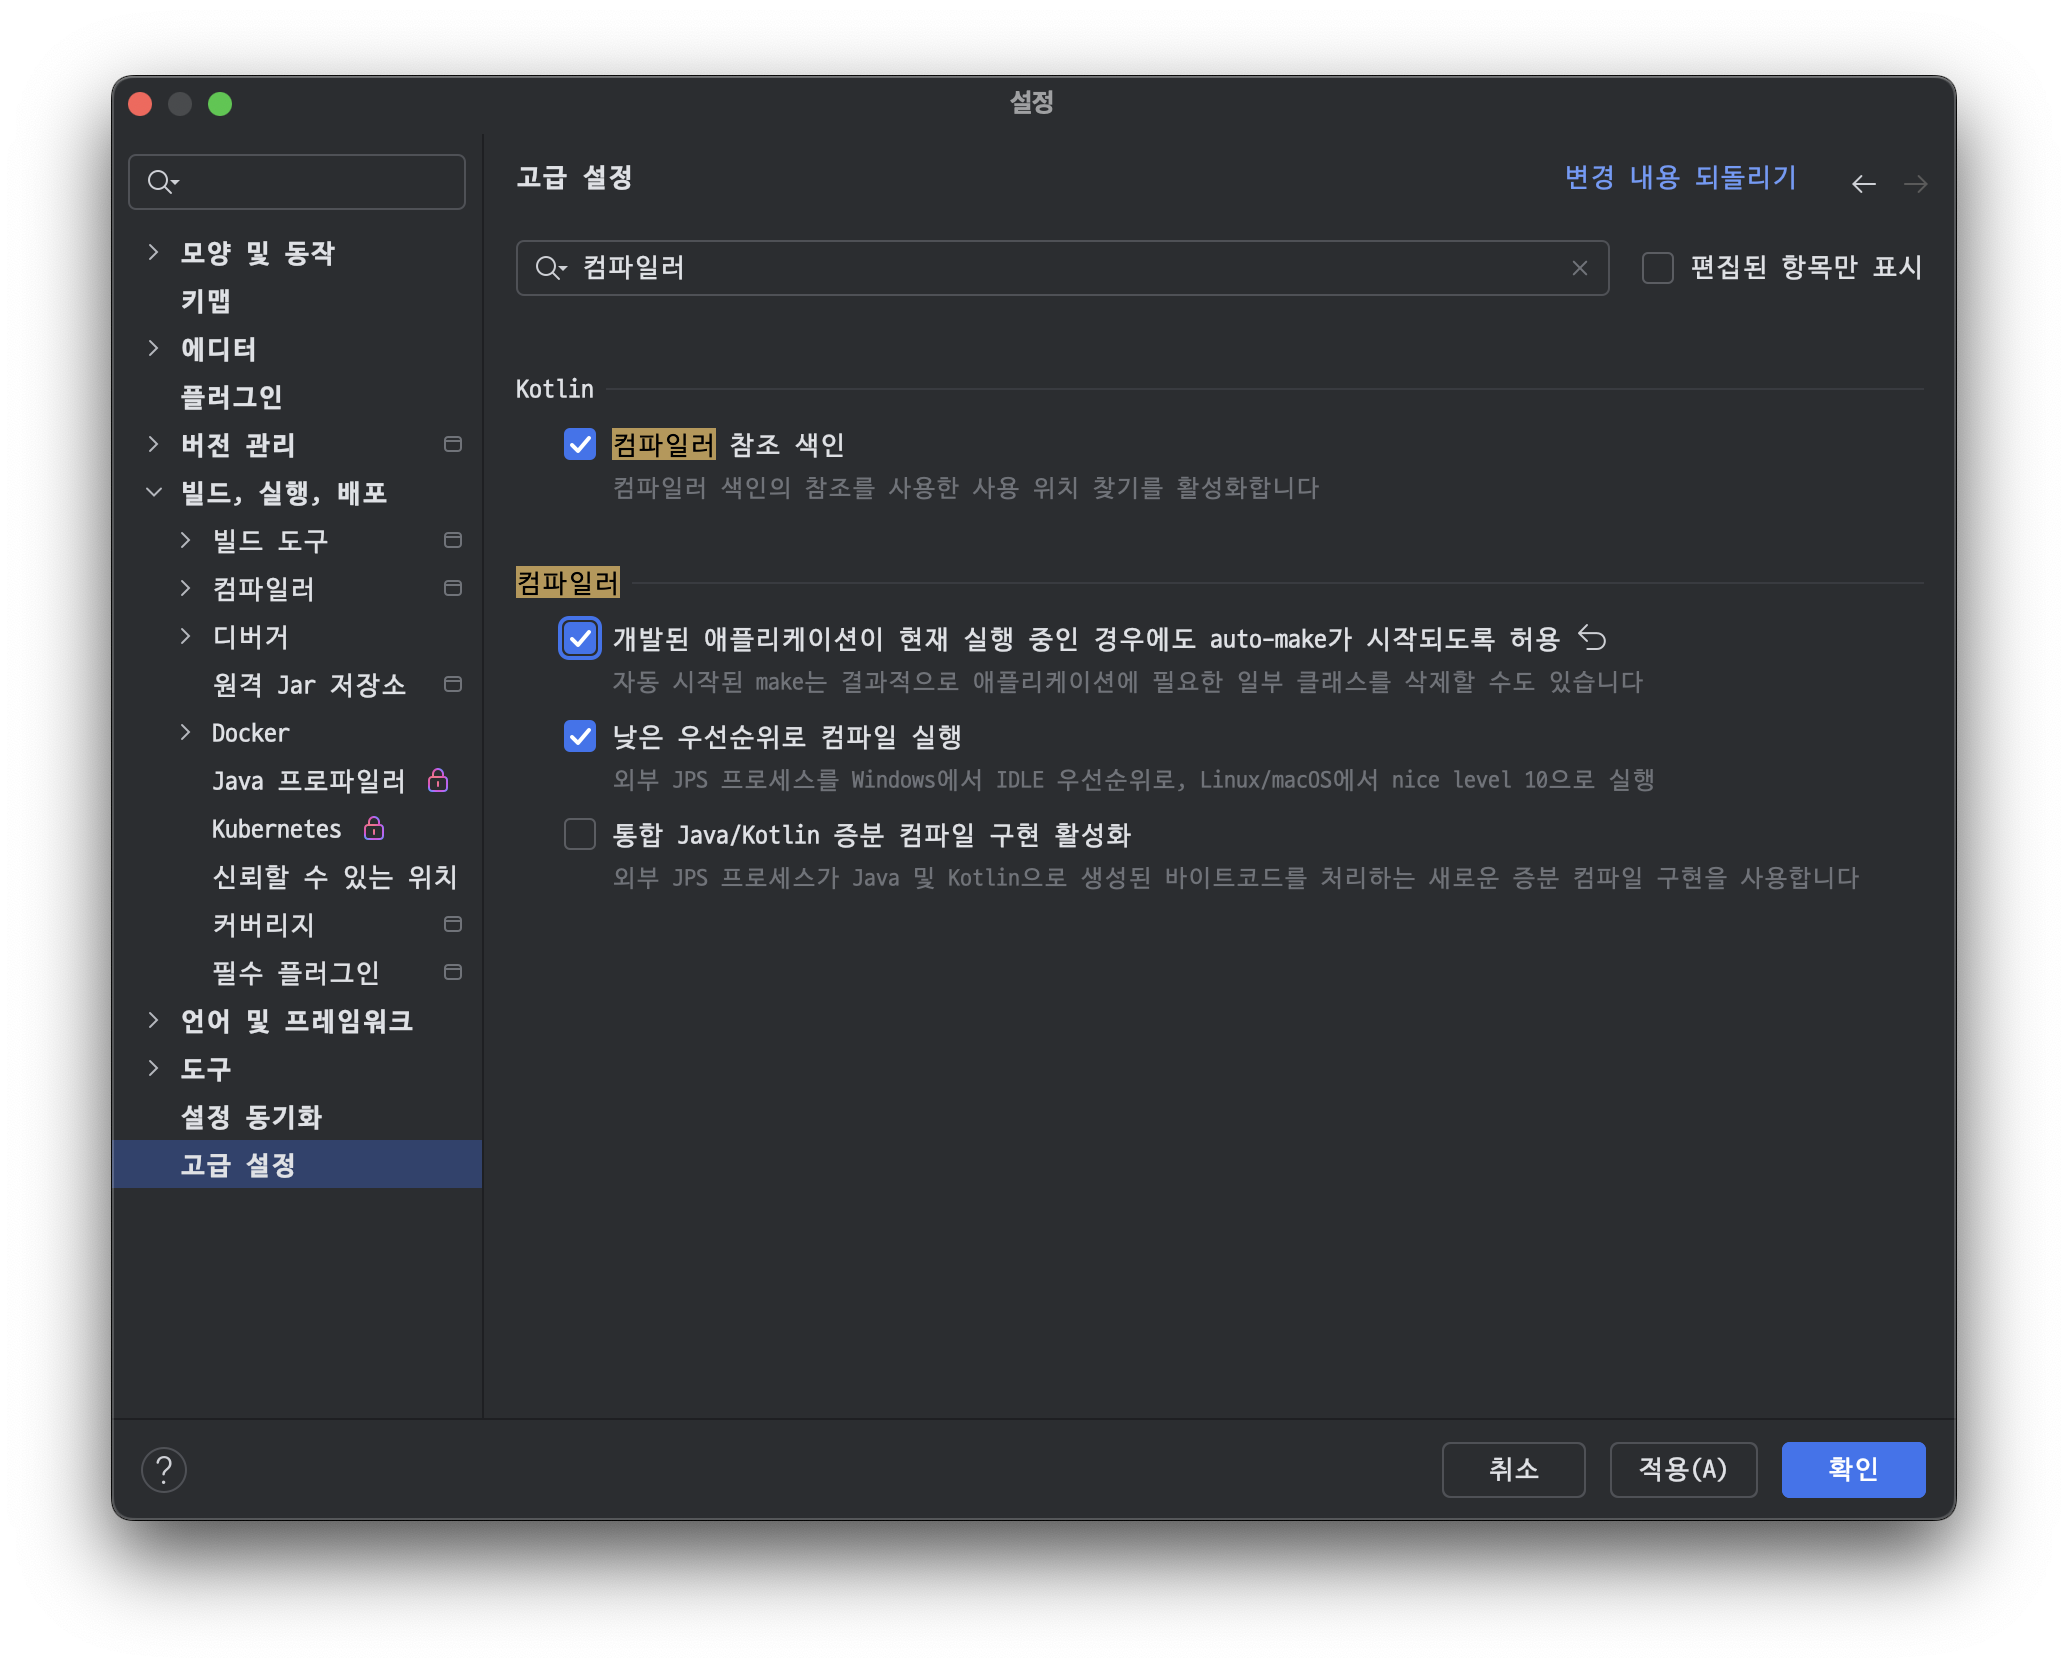 설정
모양 및 동작
키맵
에디터
플러그인
버전 관리
빌드, 실행, 배포
빌드 도구
컴파일러
디버거
원격 Jar 저장소
Docker
Java 프로파일러
Kubernetes
신뢰할 수 있는 위치
커버리지
필수 플러그인
언어 및 프레임워크
도구
설정 동기화
고급 설정
고급 설정
변경 내용 되돌리기
컴파일러
편집된 항목만 표시
Kotlin
컴파일러 참조 색인
컴파일러 색인의 참조를 사용한 사용 위치 찾기를 활성화합니다
컴파일러
개발된 애플리케이션이 현재 실행 중인 경우에도 auto-make가 시작되도록 허용
자동 시작된 make는 결과적으로 애플리케이션에 필요한 일부 클래스를 삭제할 수도 있습니다
낮은 우선순위로 컴파일 실행
외부 JPS 프로세스를 Windows에서 IDLE 우선순위로, Linux/macOS에서 nice level 10으로 실행
통합 Java/Kotlin 증분 컴파일 구현 활성화
외부 JPS 프로세스가 Java 및 Kotlin으로 생성된 바이트코드를 처리하는 새로운 증분 컴파일 구현을 사용합니다
?
취소
적용(A)
확인